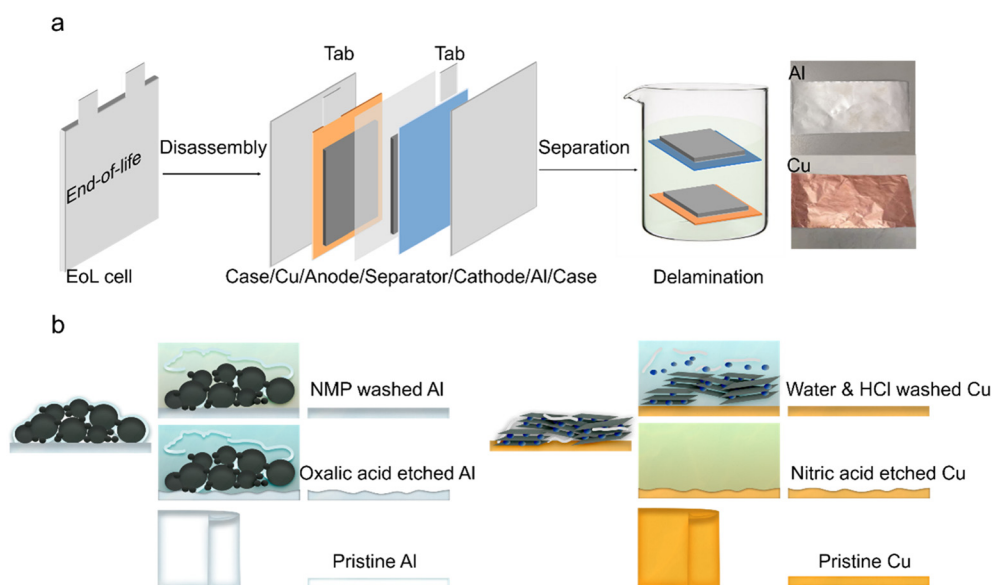 a
Tab
Tab
Al
End-of-life
Disassembly
Separation
Cu
EoL cell
Case/Cu/Anode/Separator/Cathode/Al/Case
Delamination
b
NMP washed Al
Water & HCl washed Cu
Oxalic acid etched Al
Nitric acid etched Cu
Pristine Al
Pristine Cu